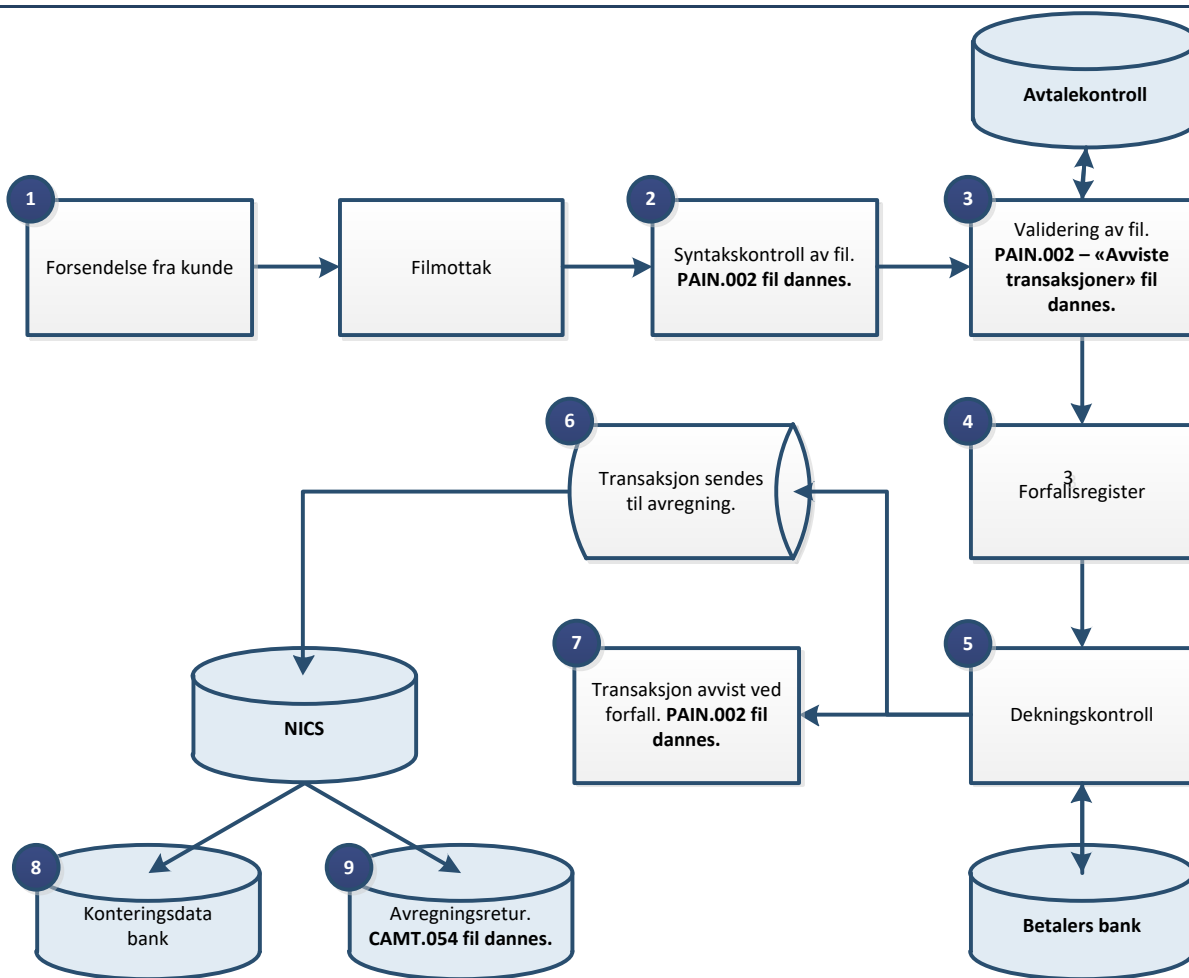 Avtalekontroll
1
Forsendelse fra kunde
Filmottak
2
Syntakskontroll av fil.
PAIN.002 fil dannes.
3
Validering av fil.
PAIN.002 – «Avviste
transaksjoner» fil
dannes.
6
Transaksjon sendes
til avregning.
4
3
Forfallsregister
7
Transaksjon avvist ved
forfall. PAIN.002 fil
dannes.
5
Dekningskontroll
NICS
8
Konteringsdata
bank
9
Avregningsretur.
CAMT.054 fil dannes.
Betalers bank